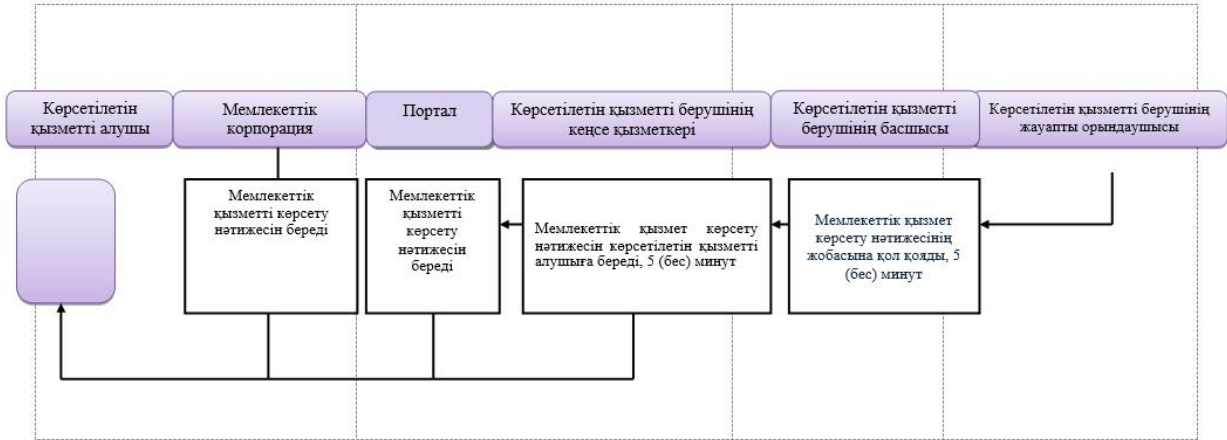 Көрсетілетін
қызметті алушы
Мемлекеттік
корпорация
Портал
Көрсетілетін қызметті берушінің
кеңсе қызметкері
Көрсетілетін қызметті
берушінің басшысы
Көрсетілетін қызметті берушінің
жауапты орындаушысы
Мемлекеттік
қызметті көрсету
нәтижесін береді
Мемлекеттік
қызметті
көрсету
нәтижесін
береді
Мемлекеттік қызмет көрсету
нәтижесін көрсетілетін қызметті
алушыға береді, 5 (бес) минут
Мемлекеттік қызмет
көрсету нәтижесінің
жобасына қол қояды, 5
(бес) минут